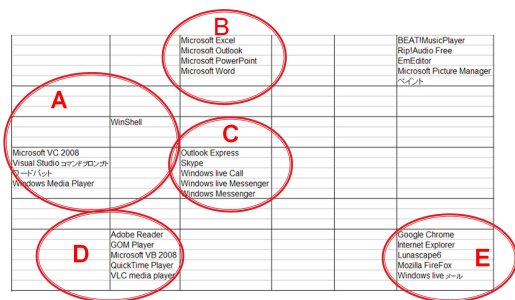 B
Microsoft Excel
Microsoft Outlook
Microsoft PowerPoint
Microsoft Word
BEAT!MusicPlayer
Rip!Audio Free
EmEditor
Microsoft Picture Manager
ペイント
A
WinShell
Microsoft VC 2008
Visual Studio コマンドプロンプト
ワードパット
Windows Media Player
C
Outlook Express
Skype
Windows live Call
Windows live Messenger
Windows Messenger
D
Adobe Reader
GOM Player
Microsoft VB 2008
QuickTime Player
VLC media player
Google Chrome
Internet Explorer
Lunascape6
Mozilla FireFox
Windows live メール
E